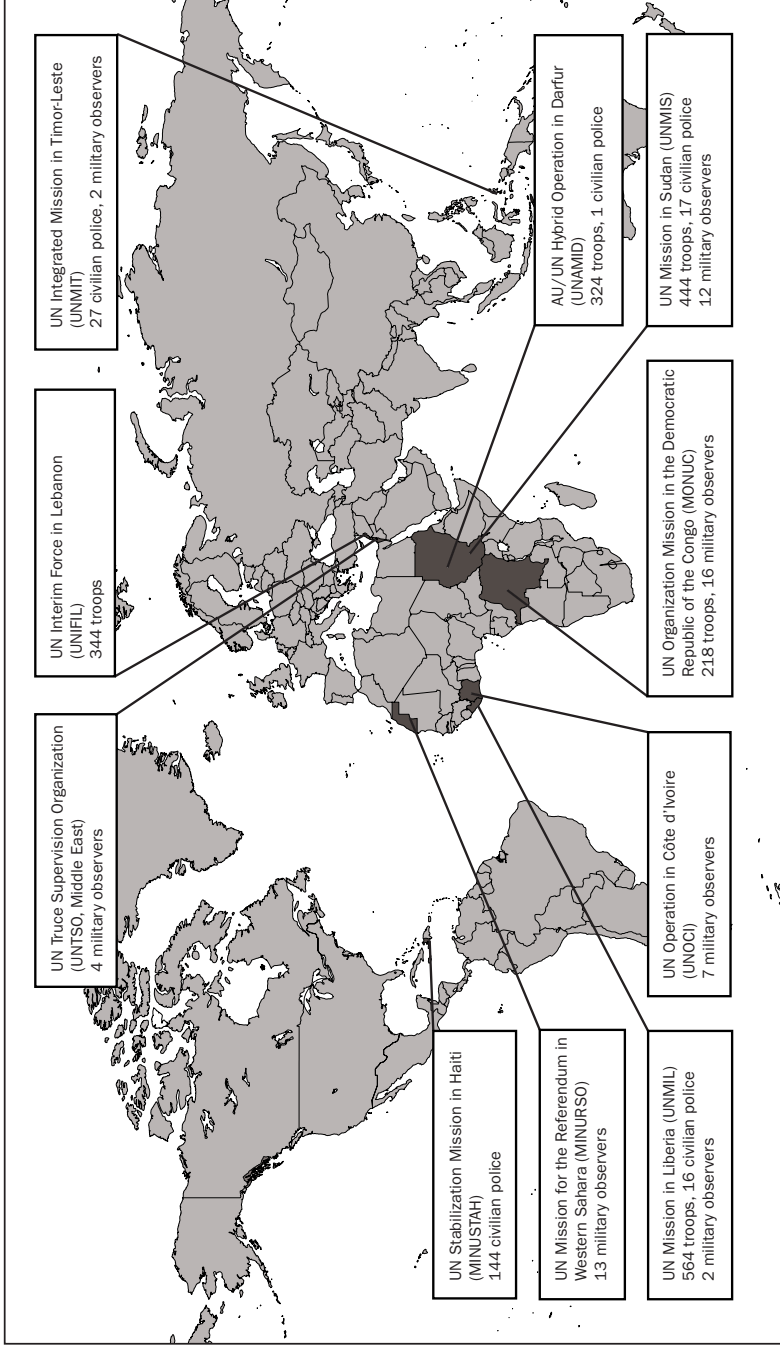 UN Truce Supervision Organization
(UNTSO, Middle East)
4 military observers
UN Interim Force in Lebanon
(UNIFIL)
344 troops
UN Integrated Mission in Timor-Leste
(UNMIT)
27 civilian police, 2 military observers
UN Stabilization Mission in Haiti
(MINUSTAH)
144 civilian police
UN Mission for the Referendum in
Western Sahara (MINURSO)
13 military observers
AU/UN Hybrid Operation in Darfur
(UNAMID)
324 troops, 1 civilian police
UN Mission in Liberia (UNMIL)
564 troops, 16 civilian police
2 military observers
UN Operation in Côte d'Ivoire
(UNOCI)
7 military observers
UN Organization Mission in the Democratic
Republic of the Congo (MONUC)
218 troops, 16 military observers
UN Mission in Sudan (UNMIS)
444 troops, 17 civilian police
12 military observers